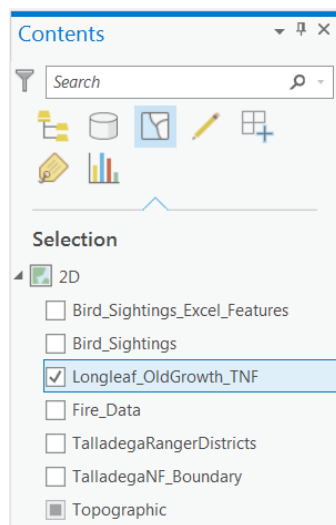 Contents
Search
Selection
2D
Bird_Sightings_Excel_Features
Bird_Sightings
Longleaf_OldGrowth_TNF
Fire_Data
TalladegaRangerDistricts
TalladegaNF_Boundary
Topographic